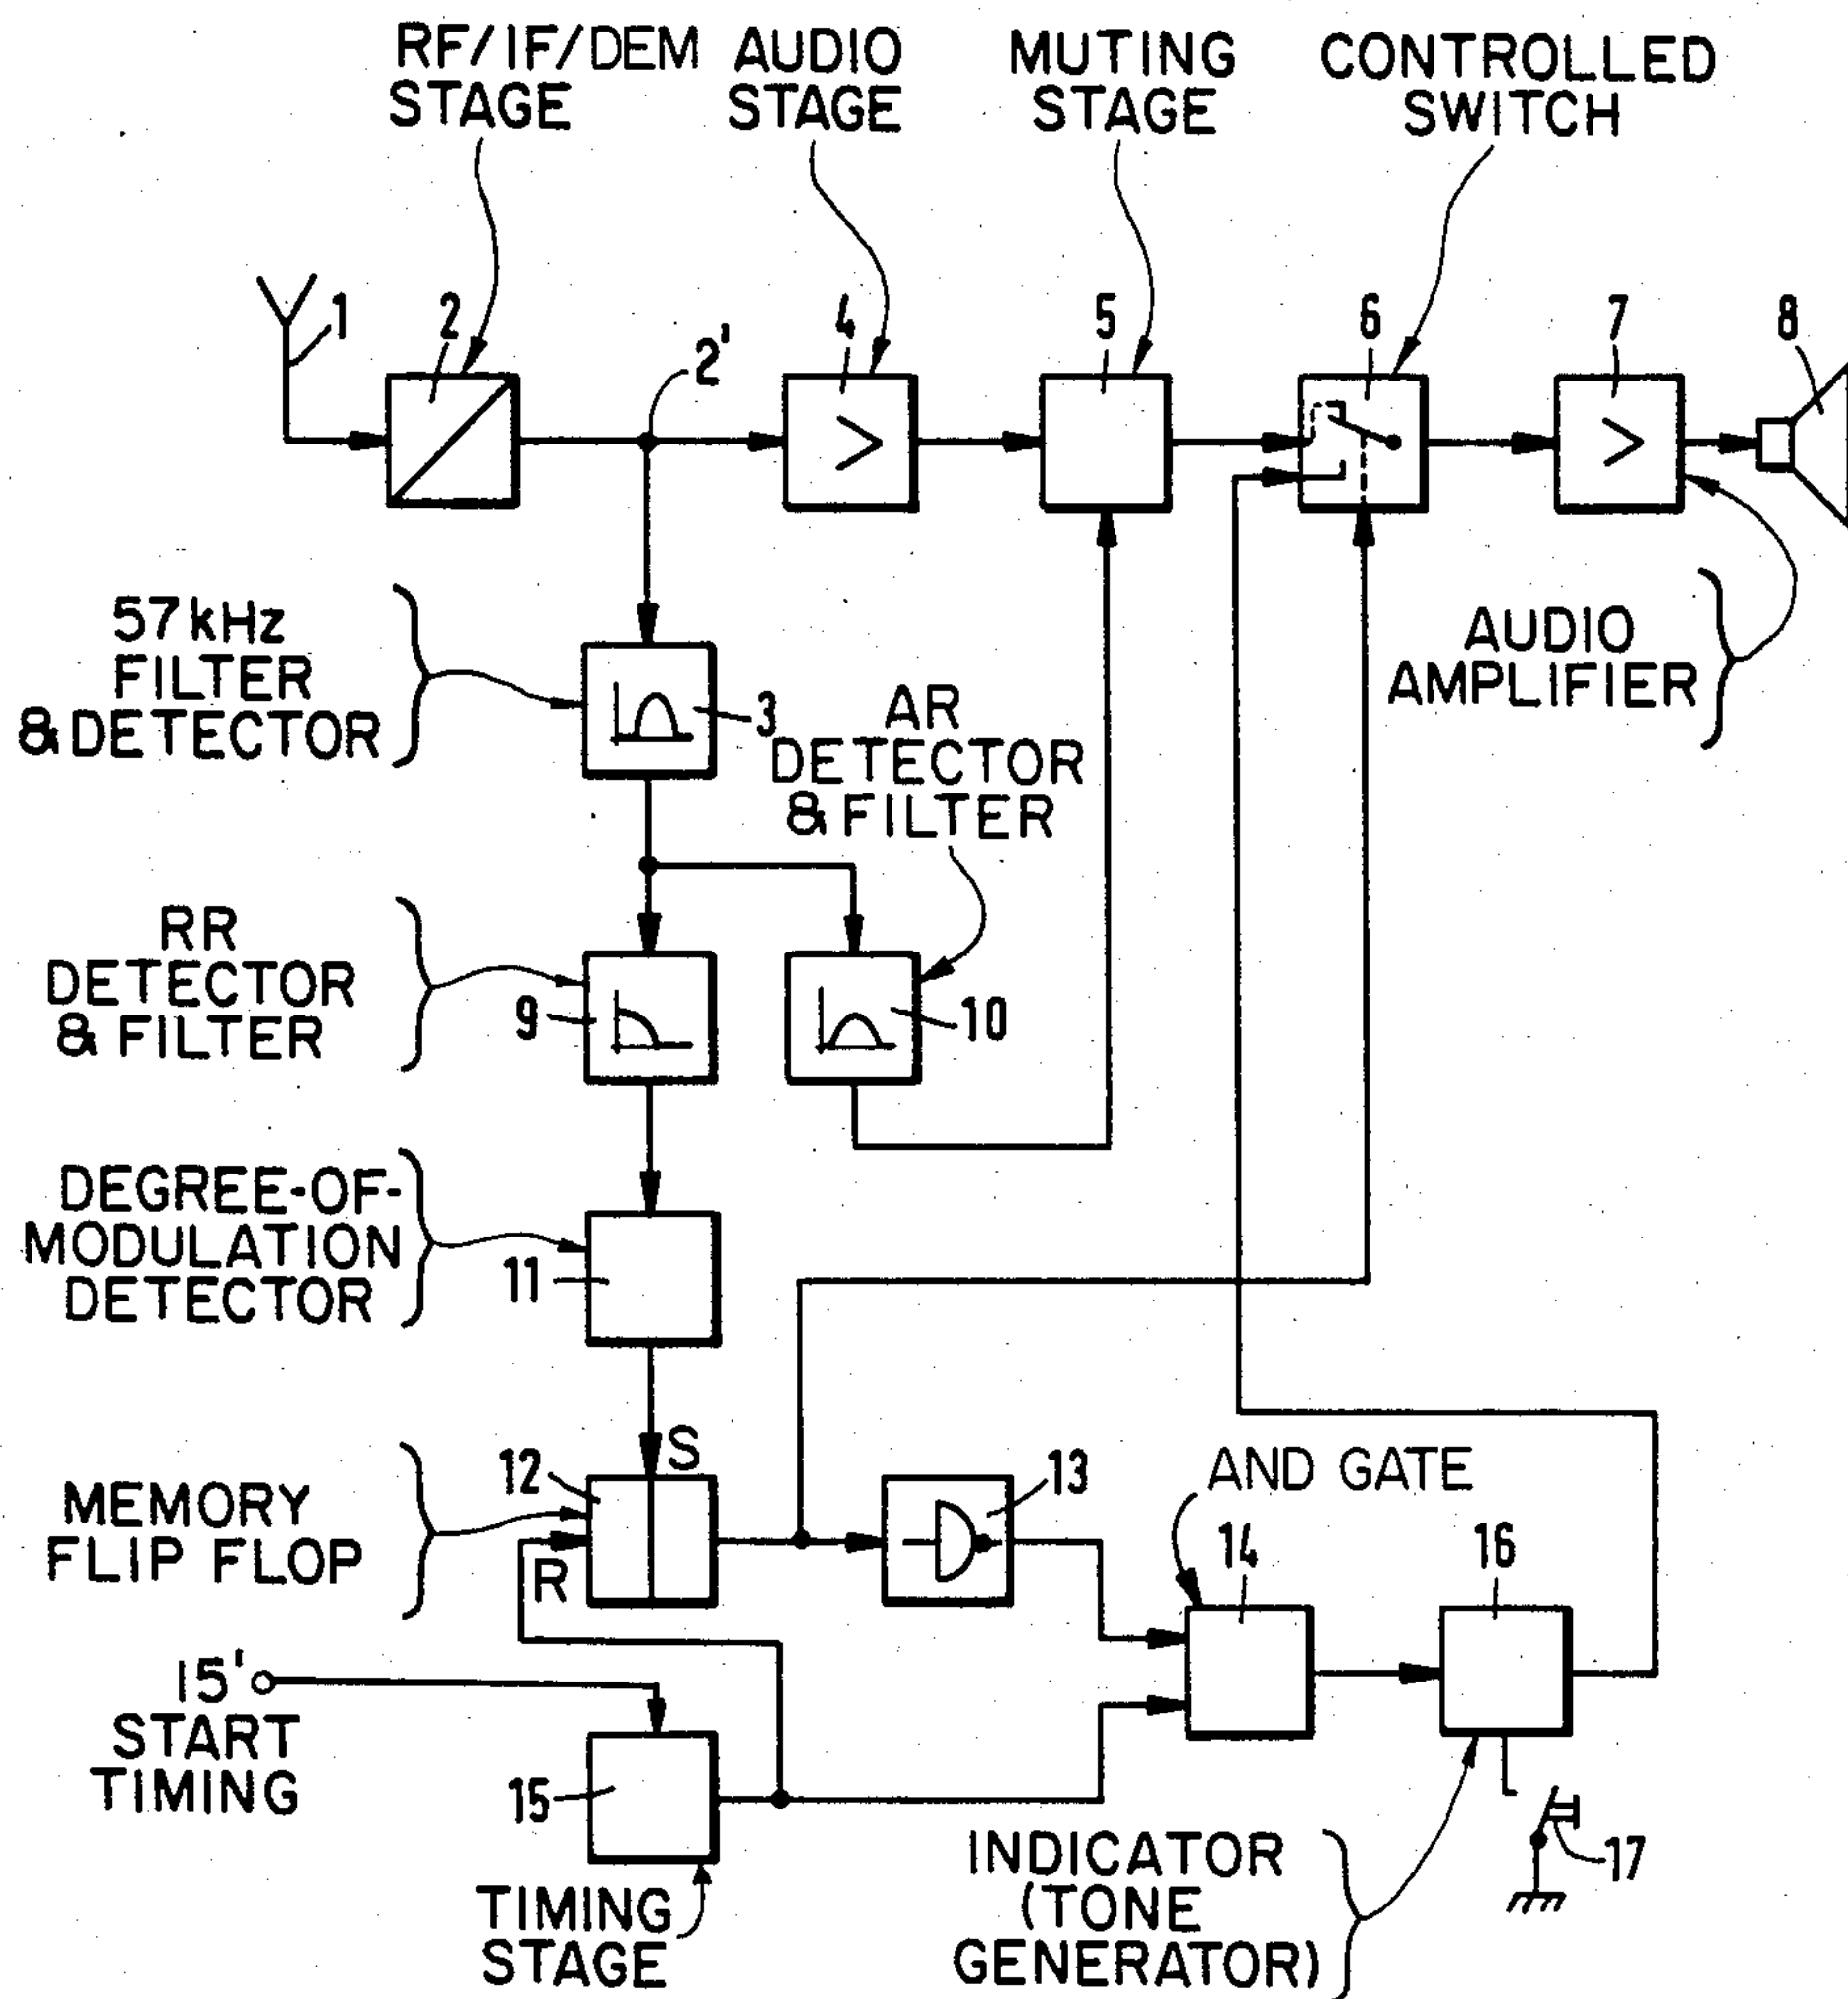 RF/IF/DEM
STAGE
AUDIO
STAGE
MUTING
STAGE
CONTROLLED
SWITCH
1
2
2'
4
5
6
7
8
57kHz
FILTER
& DETECTOR
3
AR
DETECTOR
& FILTER
AUDIO
AMPLIFIER
RR
DETECTOR
& FILTER
9
10
DEGREE-OF-
MODULATION
DETECTOR
11
S
12
MEMORY
FLIP FLOP
R
13
AND GATE
14
16
15'
START
TIMING
15
TIMING
STAGE
INDICATOR
(TONE
GENERATOR)
17